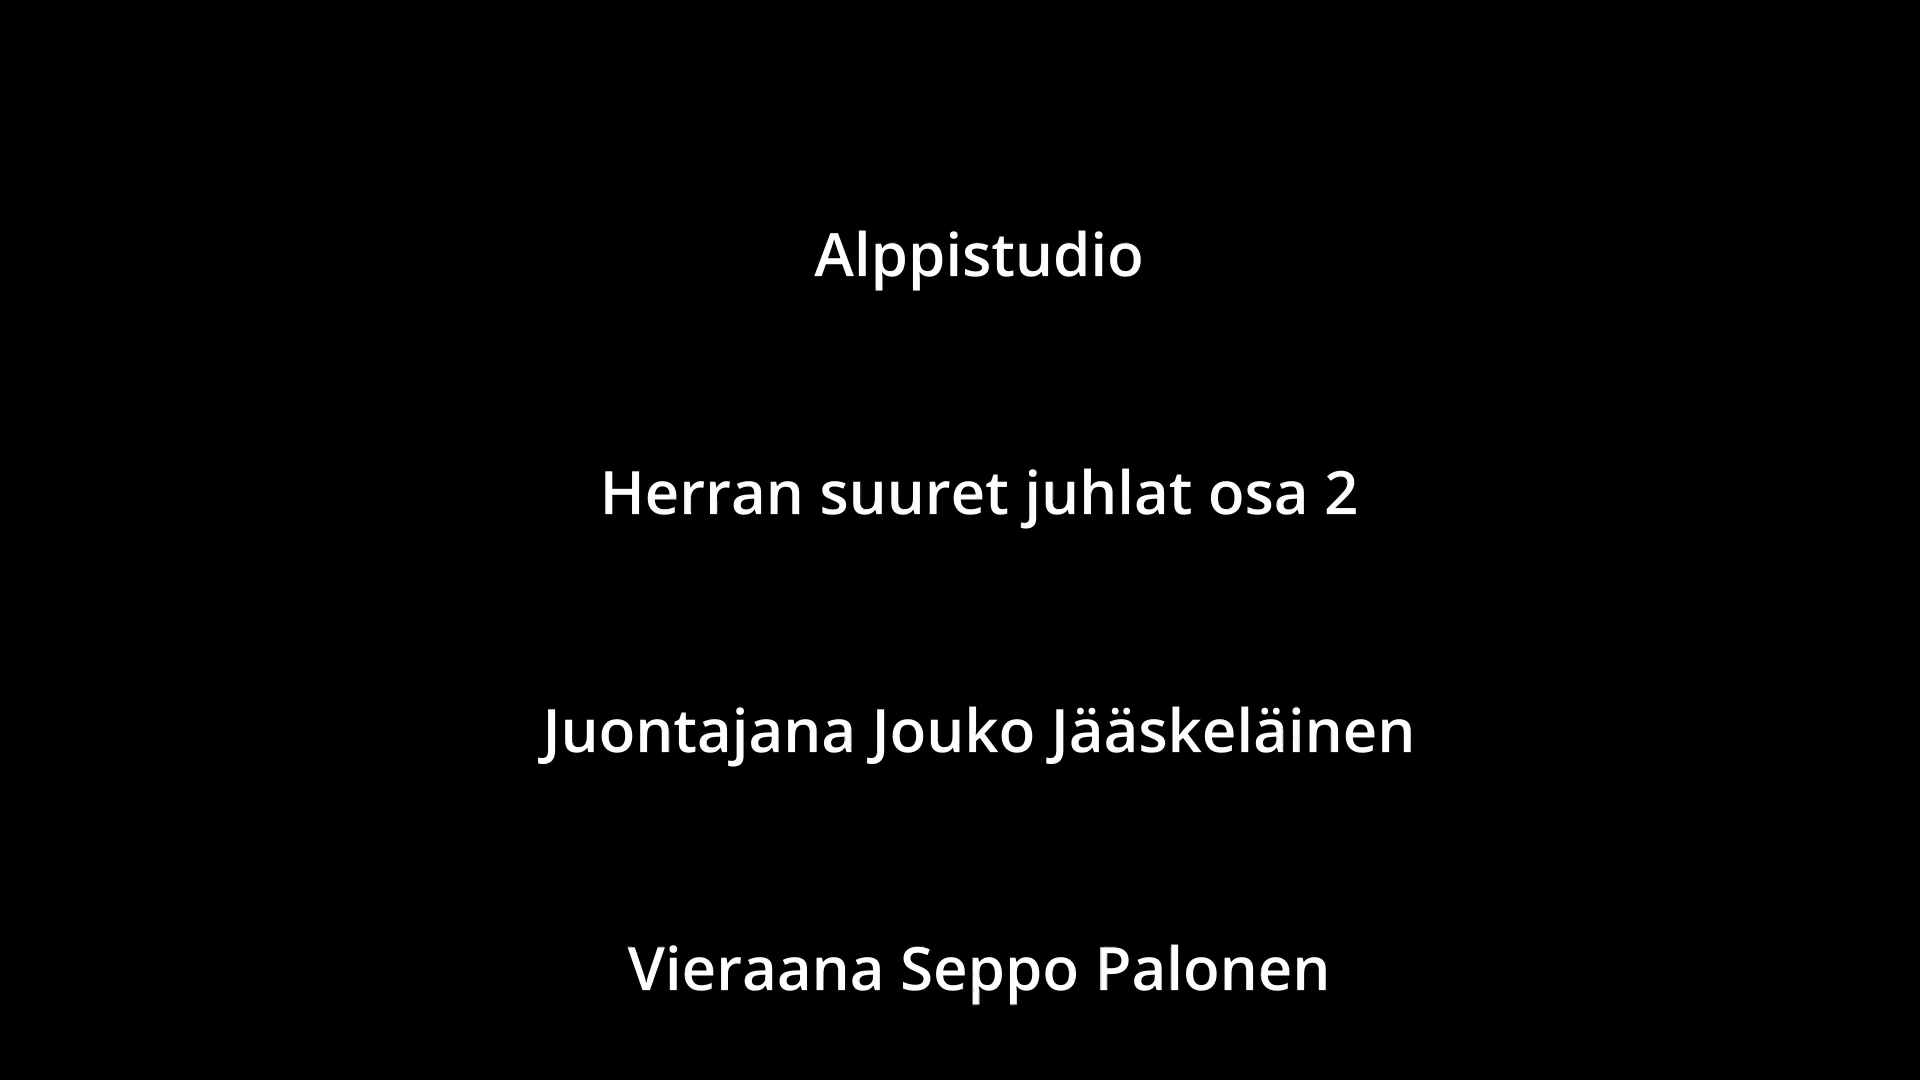 Alppistudio
Herran suuret juhlat osa 2
Juontajana Jouko Jääskeläinen
Vieraana Seppo Palonen